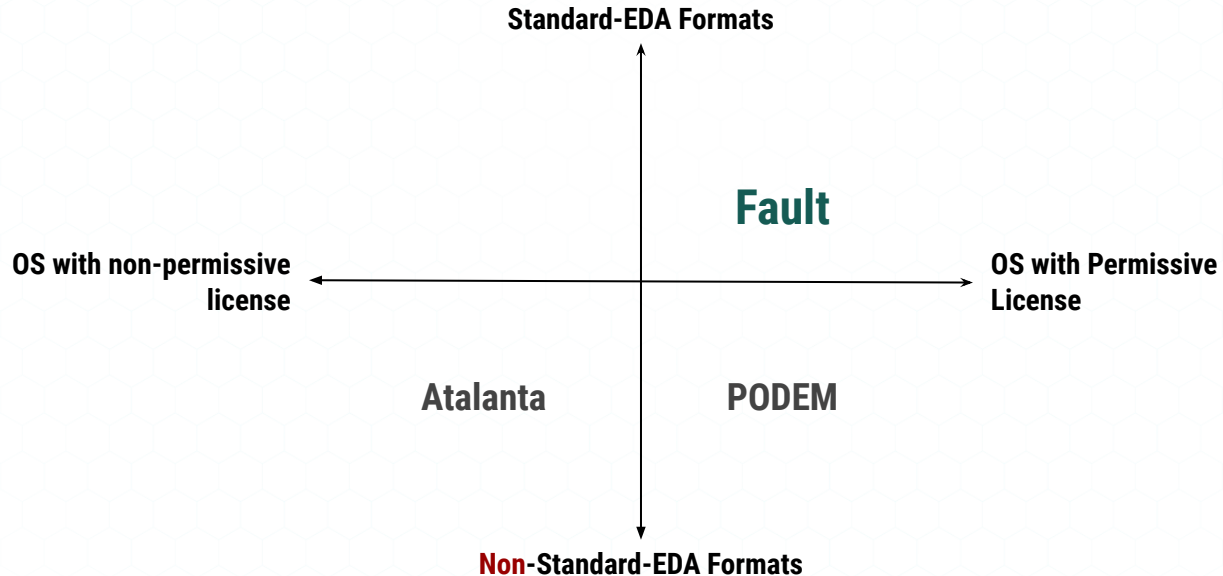 Standard-EDA Formats
Fault
OS with non-permissive
license
OS with Permissive
License
Atalanta
PODEM
Non-Standard-EDA Formats